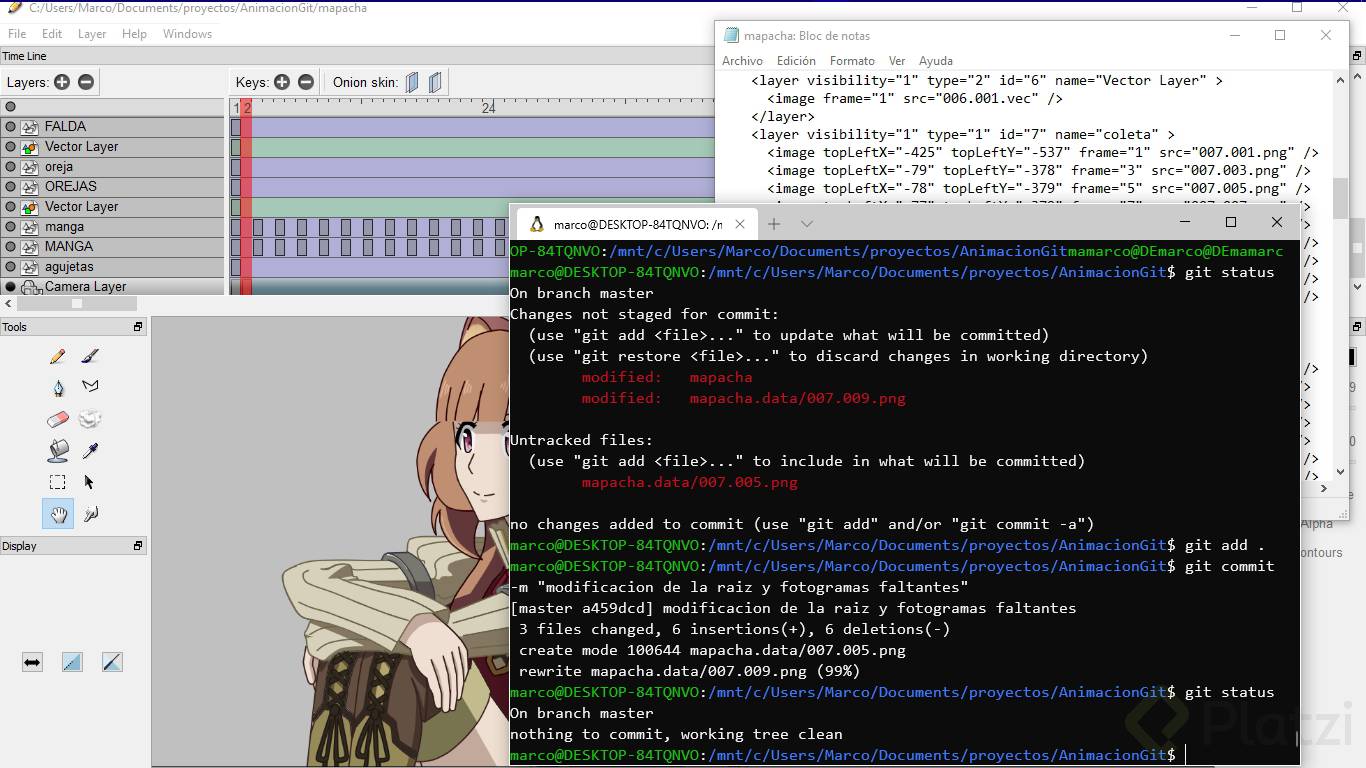 C:/Users/Marco/Documents/proyectos/AnimacionGit/mapacha
File Edit Layer Help Windows
Time Line
Layers:
Keys:
Onion skin:
1 2 24
FALDA
Vector Layer
oreja
OREJAS
Vector Layer
manga
MANGA
agujetas
Camera Layer
Tools
Display
mapacha: Bloc de notas
Archivo Edición Formato Ver Ayuda
<layer visibility="1" type="2" id="6" name="Vector Layer" >
<image frame="1" src="006.001.vec" />
</layer>
<layer visibility="1" type="1" id="7" name="coleta" >
<image topLeftX="-425" topLeftY="-537" frame="1" src="007.001.png" />
<image topLeftX="-79" topLeftY="-378" frame="3" src="007.003.png" />
<image topLeftX="-78" topLeftY="-379" frame="5" src="007.005.png" />
marco@DESKTOP-84TQNVO: /n
OP-84TQNVO:/mnt/c/Users/Marco/Documents/proyectos/AnimacionGitmamarco@DEmarco@DEmamarc
marco@DESKTOP-84TQNVO:/mnt/c/Users/Marco/Documents/proyectos/AnimacionGit$ git status
On branch master
Changes not staged for commit:
(use "git add <file>..." to update what will be committed)
(use "git restore <file>..." to discard changes in working directory)
modified: mapacha
modified: mapacha.data/007.009.png
Untracked files:
(use "git add <file>..." to include in what will be committed)
mapacha.data/007.005.png
no changes added to commit (use "git add" and/or "git commit -a")
marco@DESKTOP-84TQNVO:/mnt/c/Users/Marco/Documents/proyectos/AnimacionGit$ git add .
marco@DESKTOP-84TQNVO:/mnt/c/Users/Marco/Documents/proyectos/AnimacionGit$ git commit
-m "modificacion de la raiz y fotogramas faltantes"
[master a459dcd] modificacion de la raiz y fotogramas faltantes
3 files changed, 6 insertions(+), 6 deletions(-)
create mode 100644 mapacha.data/007.005.png
rewrite mapacha.data/007.009.png (99%)
marco@DESKTOP-84TQNVO:/mnt/c/Users/Marco/Documents/proyectos/AnimacionGit$ git status
On branch master
nothing to commit, working tree clean
marco@DESKTOP-84TQNVO:/mnt/c/Users/Marco/Documents/proyectos/AnimacionGit$
Alpha
ontours
Platzi